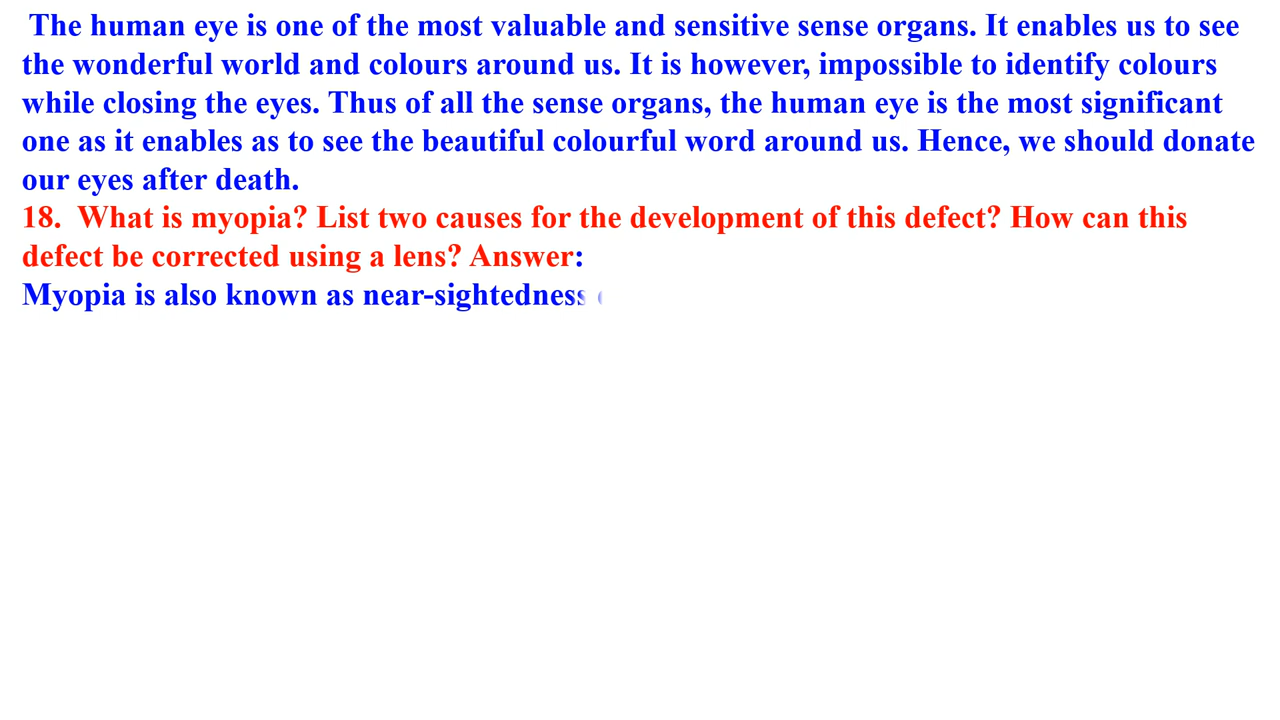 The human eye is one of the most valuable and sensitive sense organs. It enables us to see
the wonderful world and colours around us. It is however, impossible to identify colours
while closing the eyes. Thus of all the sense organs, the human eye is the most significant
one as it enables as to see the beautiful colourful word around us. Hence, we should donate
our eyes after death.
18. What is myopia? List two causes for the development of this defect? How can this
defect be corrected using a lens? Answer:
Myopia is also known as near-sightedness